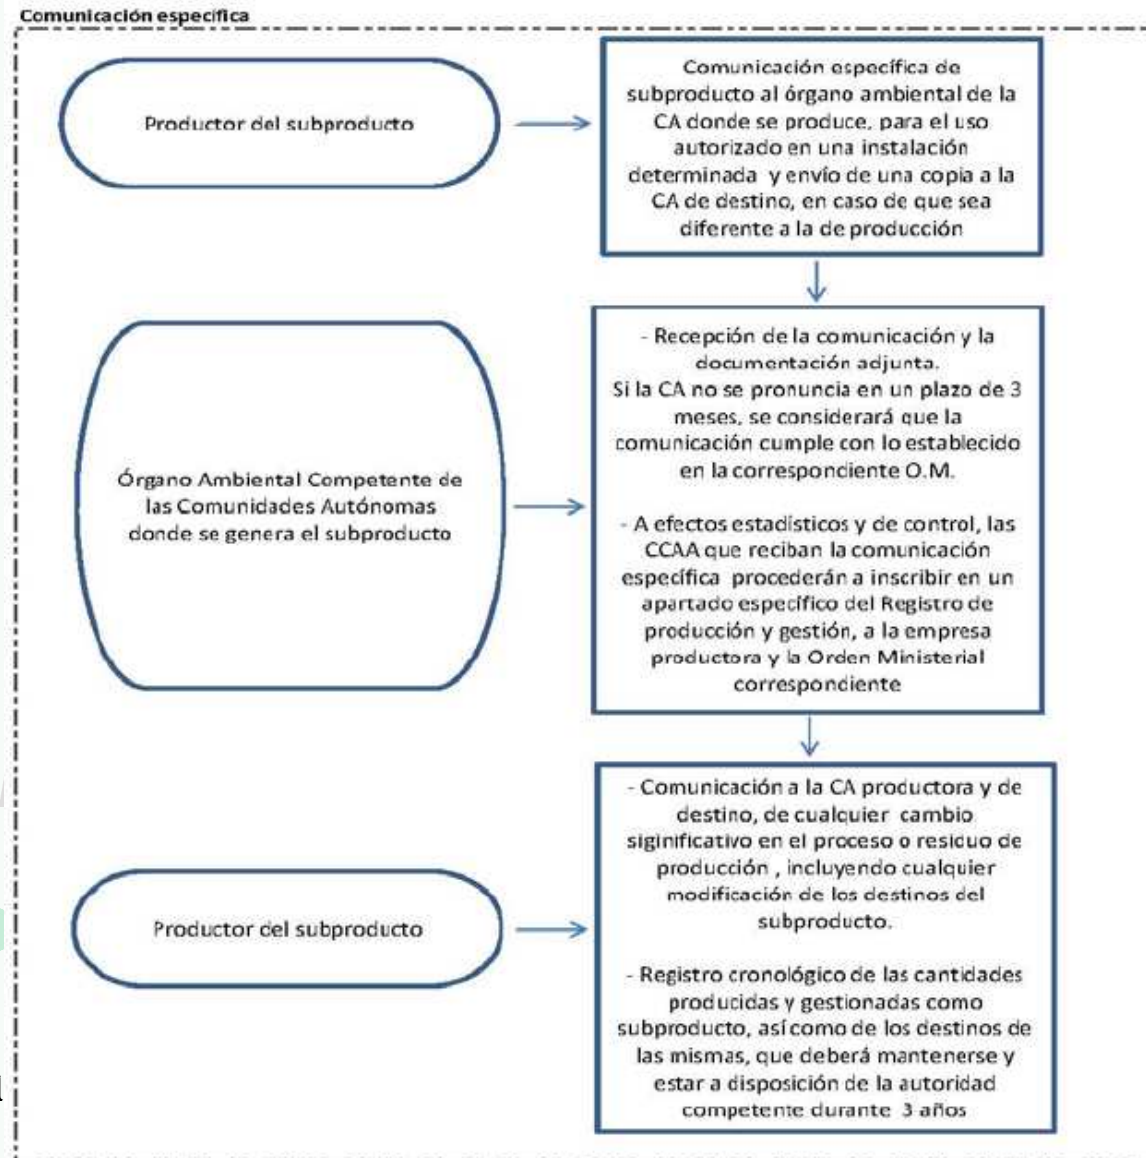 Comunicación específica
Productor del subproducto
Comunicación específica de
subproducto al órgano ambiental de la
CA donde se produce, para el uso
autorizado en una instalación
determinada y envío de una copia a la
CA de destino, en caso de que sea
diferente a la de producción
Órgano Ambiental Competente de
las Comunidades Autónomas
donde se genera el subproducto
- Recepción de la comunicación y la
documentación adjunta.
Si la CA no se pronuncia en un plazo de 3
meses, se considerará que la
comunicación cumple con lo establecido
en la correspondiente O.M.
- A efectos estadísticos y de control, las
CCAA que reciban la comunicación
específica procederán a inscribir en un
apartado específico del Registro de
producción y gestión, a la empresa
productora y la Orden Ministerial
correspondiente
Productor del subproducto
- Comunicación a la CA productora y de
destino, de cualquier cambio
siginificativo en el proceso o residuo de
producción , incluyendo cualquier
modificación de los destinos del
subproducto.
- Registro cronológico de las cantidades
producidas y gestionadas como
subproducto, así como de los destinos de
las mismas, que deberá mantenerse y
estar a disposición de la autoridad
competente durante 3 años